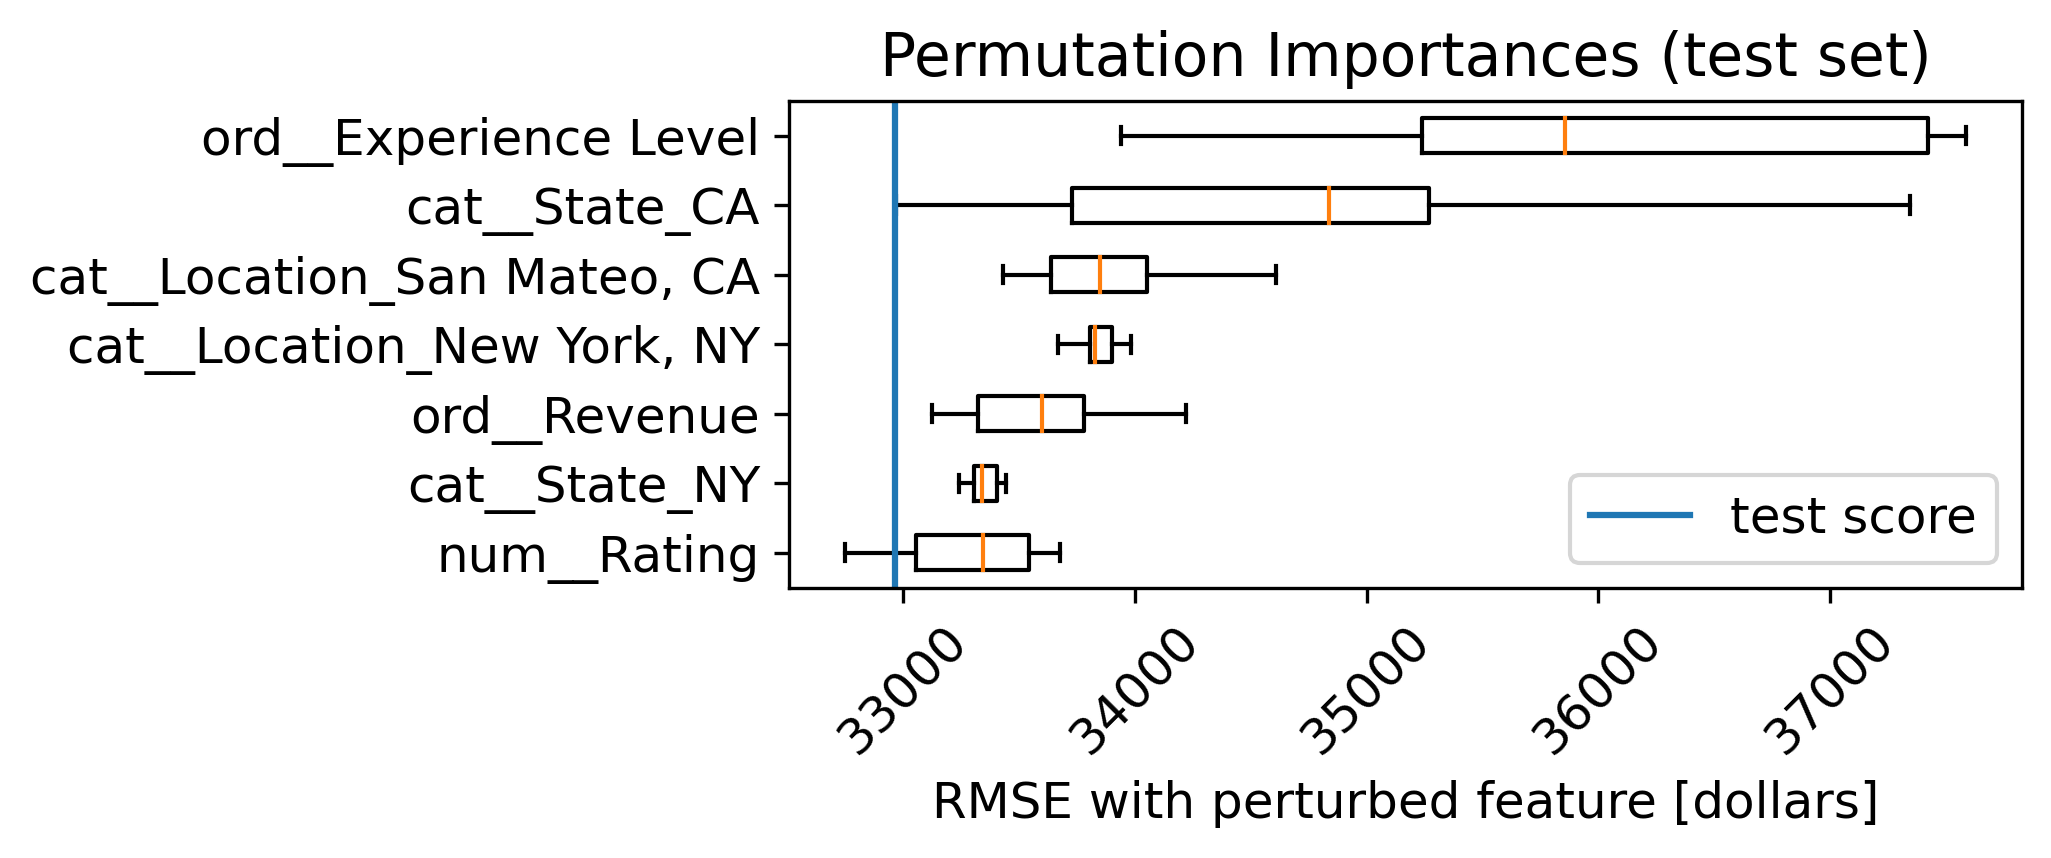 Permutation Importances (test set)
ord__Experience Level
cat__State_CA
cat__Location_San Mateo, CA
cat__Location_New York, NY
ord__Revenue
cat__State_NY
num__Rating
test score
33000
34000
35000
36000
37000
RMSE with perturbed feature [dollars]